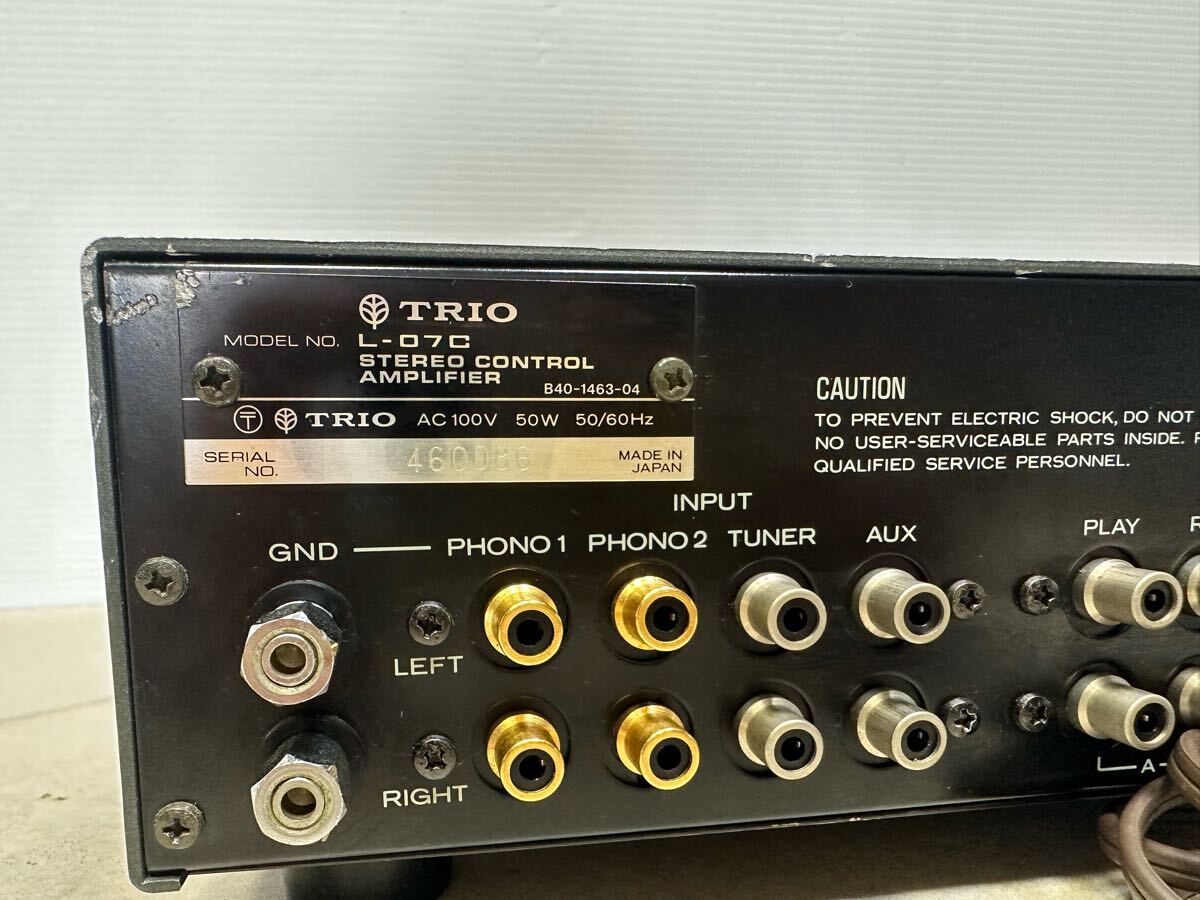 TRIO
MODEL NO. L-07C
STEREO CONTROL
AMPLIFIER
B40-1463-04
〒 TRIO AC 100V 50W 50/60Hz
SERIAL NO. 460086
MADE IN JAPAN
CAUTION
TO PREVENT ELECTRIC SHOCK, DO NOT
NO USER-SERVICEABLE PARTS INSIDE.
QUALIFIED SERVICE PERSONNEL.
INPUT
GND PHONO 1 PHONO 2 TUNER AUX PLAY
LEFT
RIGHT
A